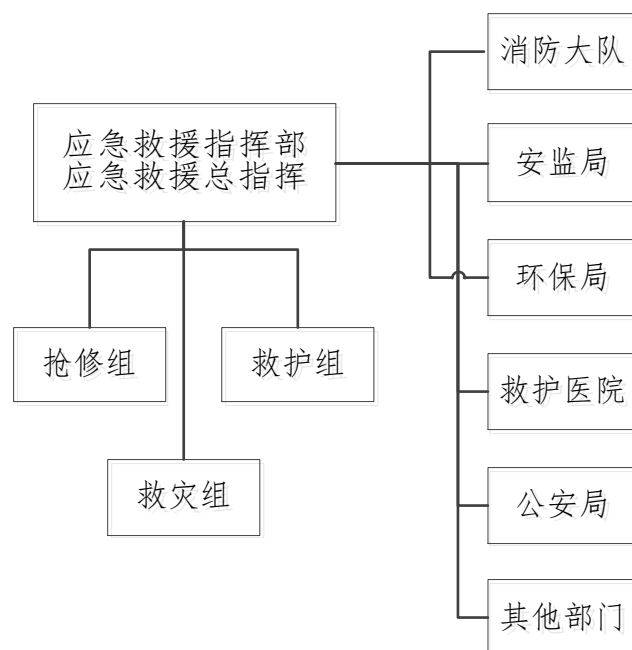 消防大队
应急救援指挥部
应急救援总指挥
安监局
环保局
抢修组
救护组
救护医院
救灾组
公安局
其他部门